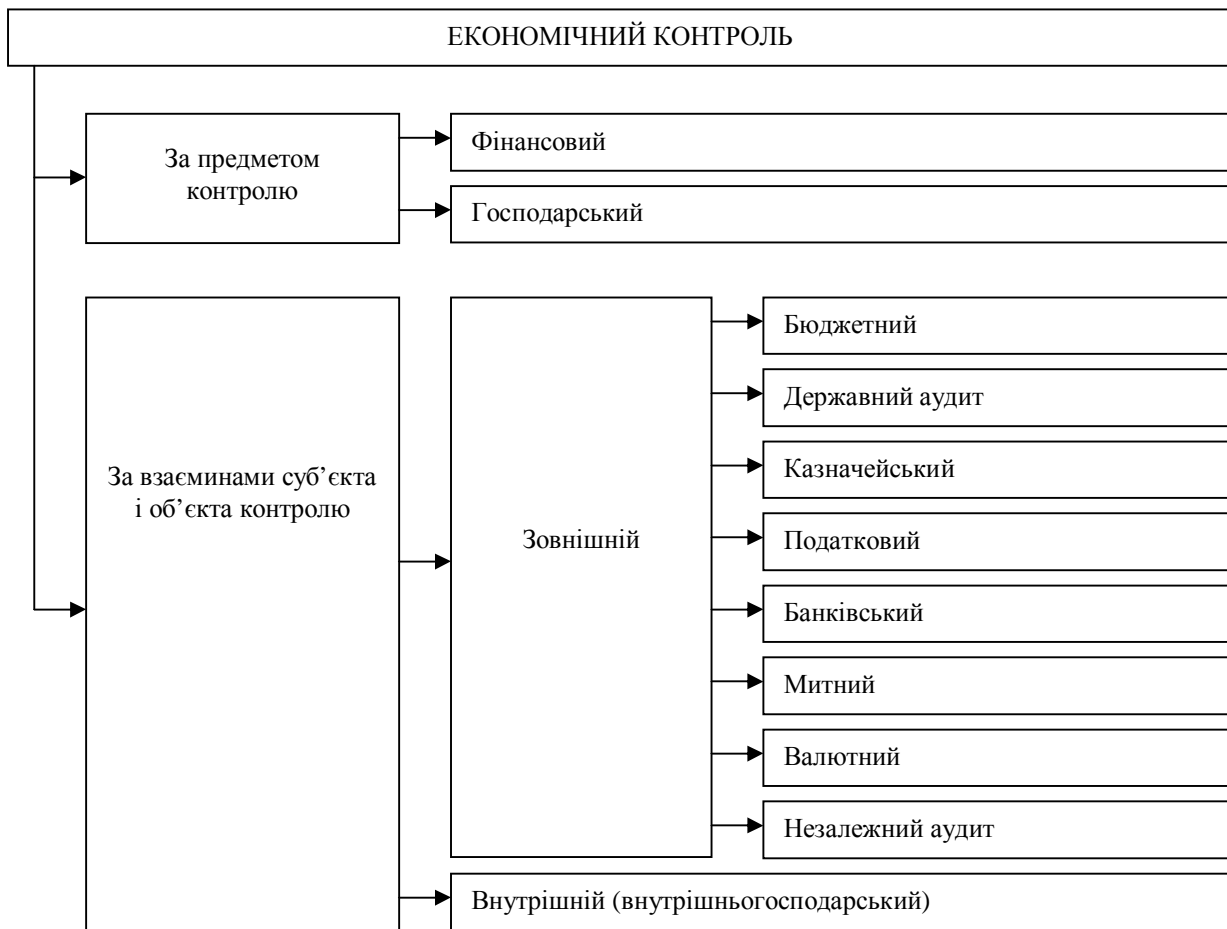 ЕКОНОМІЧНИЙ КОНТРОЛЬ
За предметом
контролю
Фінансовий
Господарський
За взаєминами суб’єкта
і об’єкта контролю
Зовнішній
Бюджетний
Державний аудит
Казначейський
Податковий
Банківський
Митний
Валютний
Незалежний аудит
Внутрішній (внутрішньогосподарський)